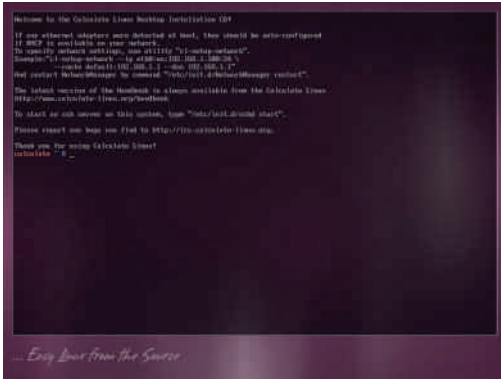 Welcome to the Calculate Linux Desktop Installation CD!
If any ethernet adapters were detected at boot, they should be auto-configured
if DHCP is available on your network.
To specify network settings, use utility "cl-setup-network".
Example:"cl-setup-network --ip eth0:no:192.168.1.100/24 \
--route default:192.168.1.1 --dns 192.168.1.1"
And restart NetworkManager by command "/etc/init.d/NetworkManager restart".
The latest version of the Handbook is always available from the Calculate Linux
http://www.calculate-linux.org/handbook
To start an ssh server on this system, type "/etc/init.d/sshd start".
Please report any bugs you find to http://irc.calculate-linux.org.
Thank you for using Calculate Linux!
calculate ~ # _
... Easy Linux from the Source